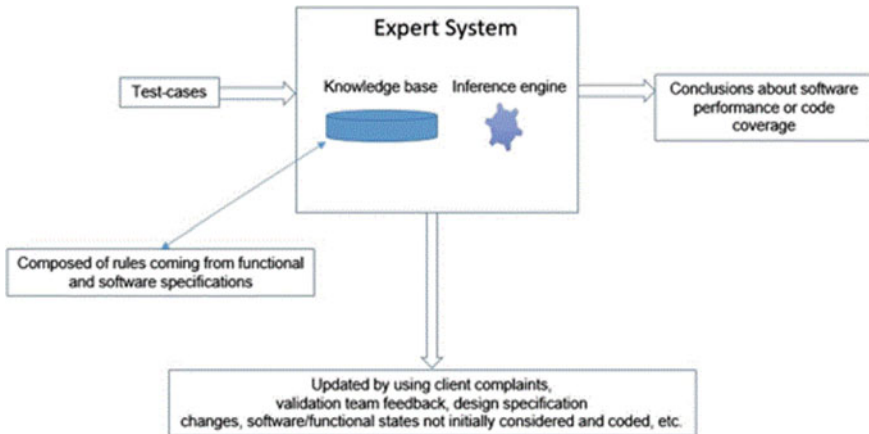 Expert System
Test-cases
Knowledge base
Inference engine
Conclusions about software
performance or code
coverage
Composed of rules coming from functional
and software specifications
Updated by using client complaints,
validation team feedback, design specification
changes, software/functional states not initially considered and coded, etc.